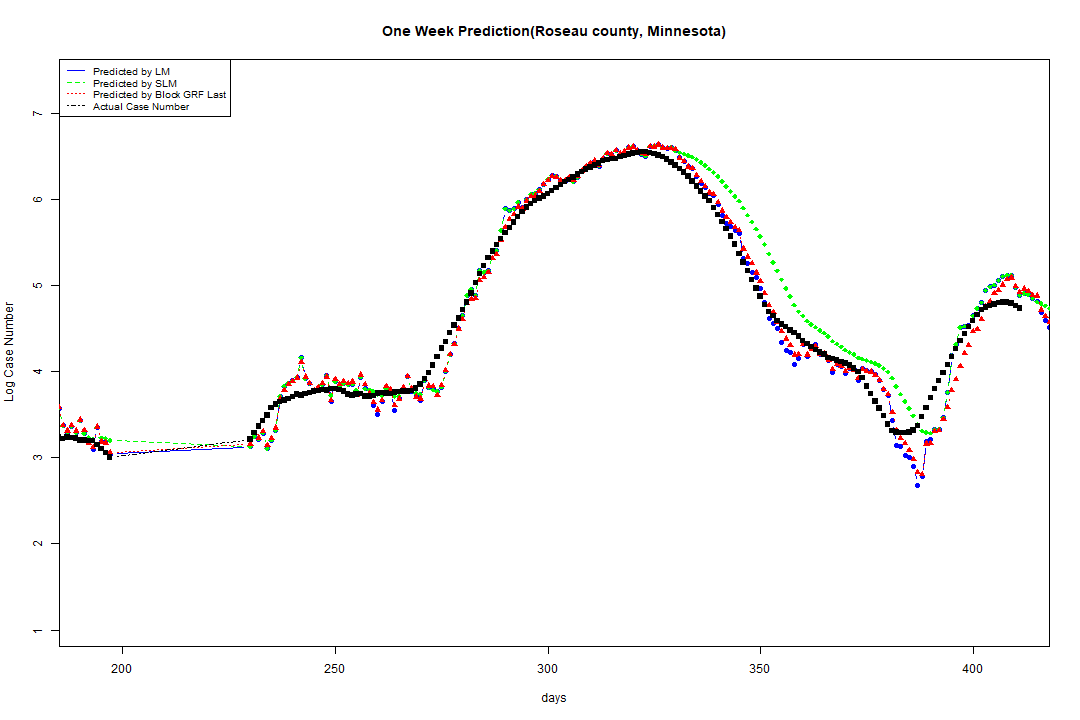 One Week Prediction(Roseau county, Minnesota)
Predicted by LM
Predicted by SLM
Predicted by Block GRF Last
Actual Case Number
7
6
5
4
3
2
1
Log Case Number
200 250 300 350 400
days